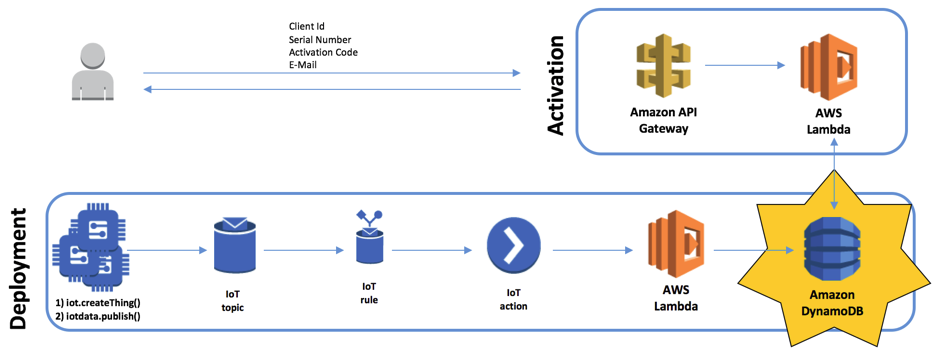 Client Id
Serial Number
Activation Code
E-Mail
Activation
Amazon API
Gateway
AWS
Lambda
Deployment
1) iot.createThing()
2) iotdata.publish()
IoT
topic
IoT
rule
IoT
action
AWS
Lambda
Amazon
DynamoDB